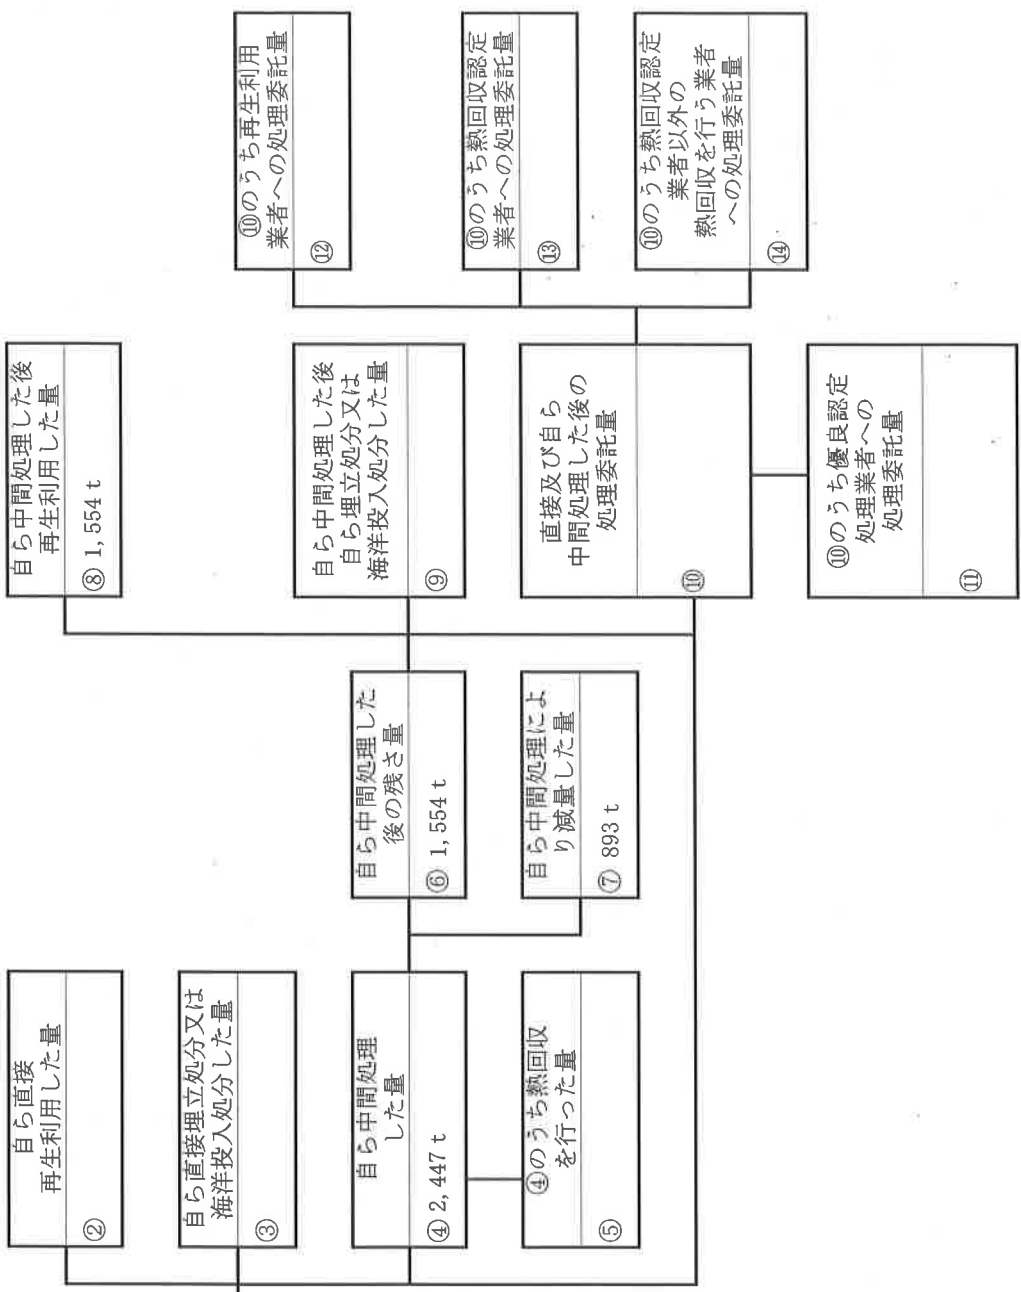 自ら直接
再生利用した量
②
自ら直接埋立処分又は
海洋投入処分した量
③
自ら中間処理
した量
④ 2,447 t
④のうち熱回収
を行った量
⑤
自ら中間処理した
後の残さ量
⑥ 1,554 t
自ら中間処理によ
り減量した量
⑦ 893 t
自ら中間処理した後
再生利用した量
⑧ 1,554 t
自ら中間処理した後
自ら埋立処分又は
海洋投入処分した量
⑨
直接及び自ら
中間処理した後の
処理委託量
⑩
⑩のうち優良認定
処理業者への
処理委託量
⑪
⑩のうち再生利用
業者への処理委託量
⑫
⑩のうち熱回収認定
業者への処理委託量
⑬
⑩のうち熱回収認定
業者以外の
熱回収を行う業者
への処理委託量
⑭